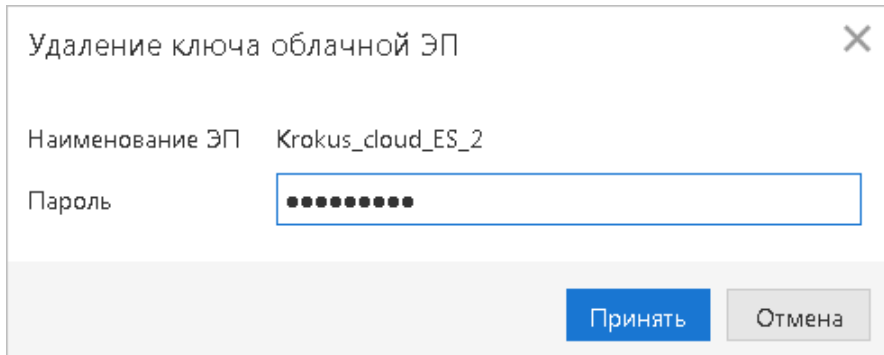 Удаление ключа облачной ЭП
Наименование ЭП Krokus_cloud_ES_2
Пароль •••••••••
Принять Отмена